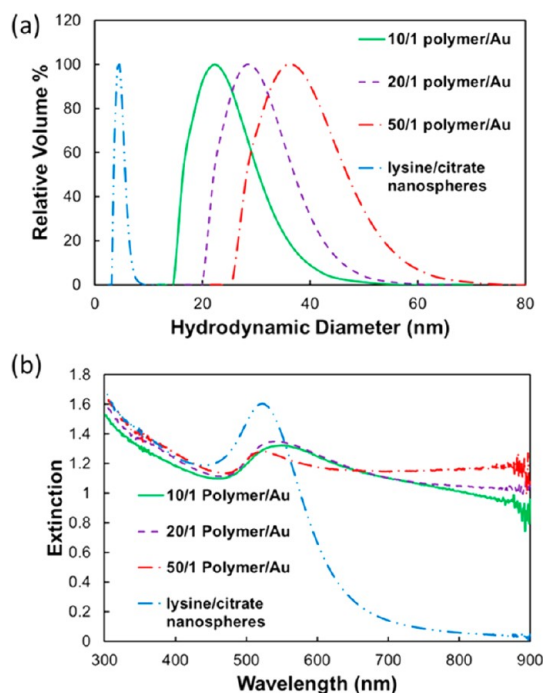 (a)
120
100
80
60
40
20
0
Relative Volume %
10/1 polymer/Au
20/1 polymer/Au
50/1 polymer/Au
lysine/citrate
nanospheres
0 20 40 60 80
Hydrodynamic Diameter (nm)
(b)
1.8
1.6
1.4
1.2
1
0.8
0.6
0.4
0.2
0
Extinction
10/1 Polymer/Au
20/1 Polymer/Au
50/1 Polymer/Au
lysine/citrate
nanospheres
300 400 500 600 700 800 900
Wavelength (nm)